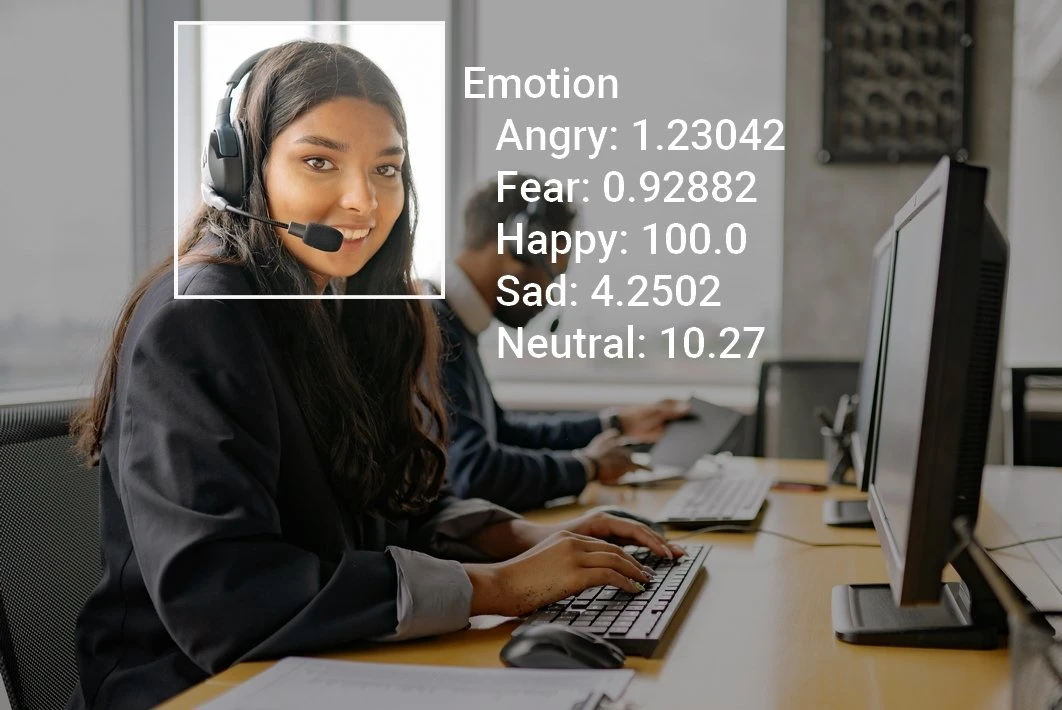 Emotion
Angry: 1.23042
Fear: 0.92882
Happy: 100.0
Sad: 4.2502
Neutral: 10.27